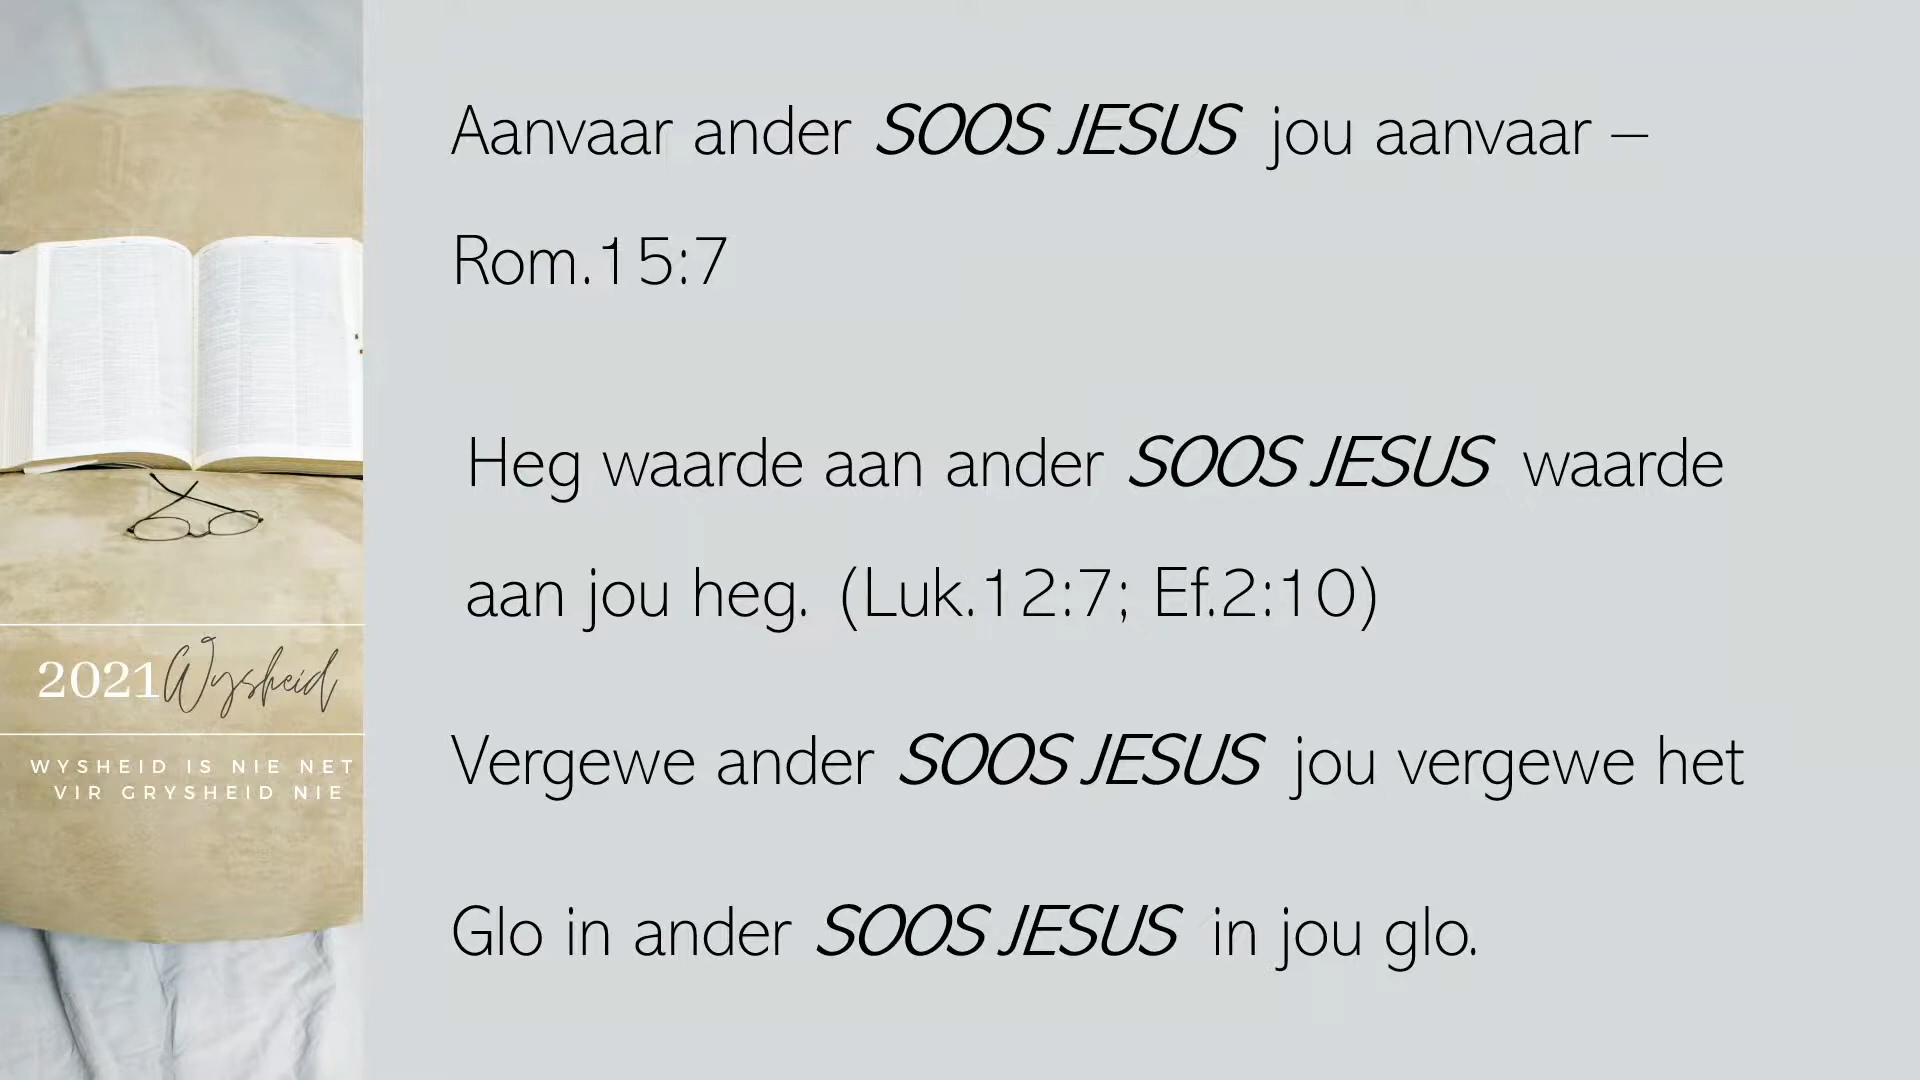 Aanvaar ander SOOS JESUS jou aanvaar –
Rom.15:7
Heg waarde aan ander SOOS JESUS waarde
aan jou heg. (Luk.12:7; Ef.2:10)
Vergewe ander SOOS JESUS jou vergewe het
Glo in ander SOOS JESUS in jou glo.
2021 Wysheid
WYSHEID IS NIE NET
VIR GRYSHEID NIE